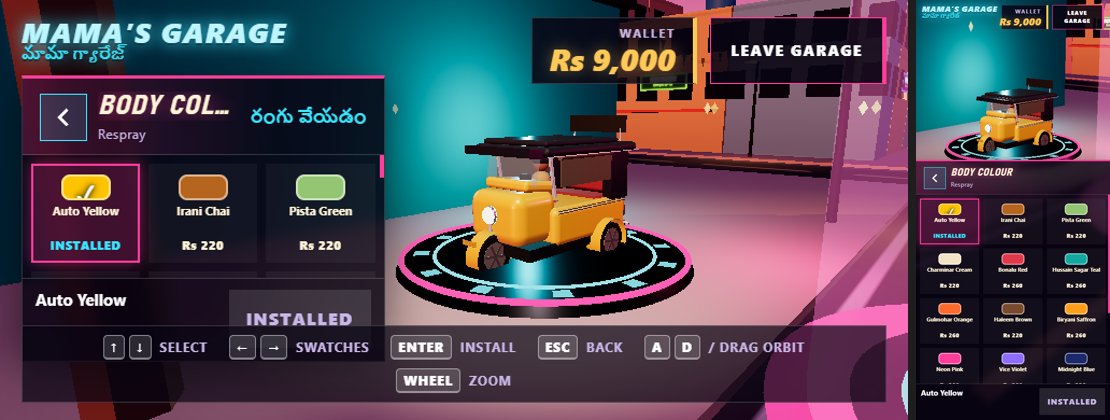 MAMA'S GARAGE
మామా గ్యారేజ్
WALLET
Rs 9,000
LEAVE GARAGE
BODY COL...
రంగు వేయడం
Respray
Auto Yellow
Irani Chai
Pista Green
INSTALLED
Rs 220
Rs 220
Auto Yellow
INSTALLED
↑ ↓ SELECT ← → SWATCHES ENTER INSTALL ESC BACK A D / DRAG ORBIT
WHEEL ZOOM
MAMA'S GARAGE
మామా గ్యారేజ్
WALLET
Rs 9,000
LEAVE
GARAGE
BODY COLOUR
Respray
Auto Yellow
Irani Chai
Pista Green
INSTALLED
Rs 220
Rs 220
Charminar Cream
Bonalu Red
Hussain Sagar Teal
Rs 220
Rs 260
Rs 260
Gulmohar Orange
Haleem Brown
Biryani Saffron
Rs 260
Rs 220
Rs 260
Neon Pink
Vice Violet
Midnight Blue
Auto Yellow
INSTALLED